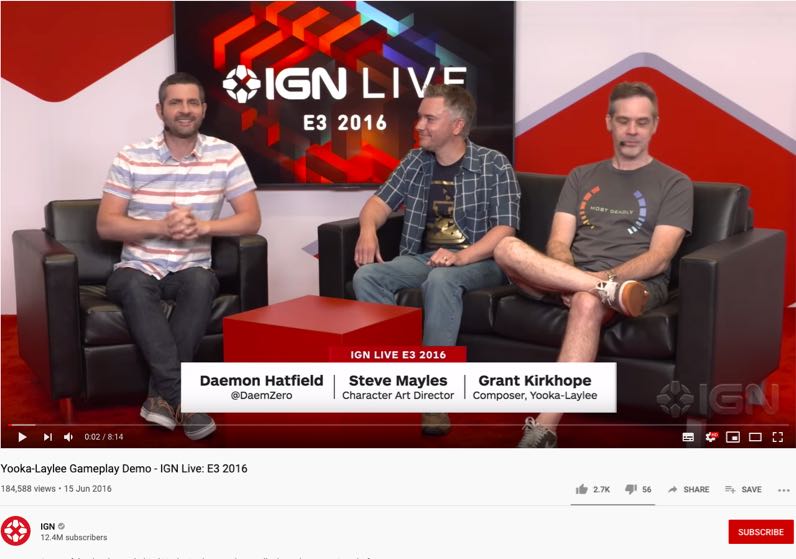 IGN LIVE
E3 2016
MOST DEADLY
IGN LIVE E3 2016
Daemon Hatfield
@DaemZero
Steve Mayles
Character Art Director
Grant Kirkhope
Composer, Yooka-Laylee
IGN
0:02 / 8:14
Yooka-Laylee Gameplay Demo - IGN Live: E3 2016
184,588 views • 15 Jun 2016
2.7K 56 SHARE SAVE
IGN
12.4M subscribers
SUBSCRIBE